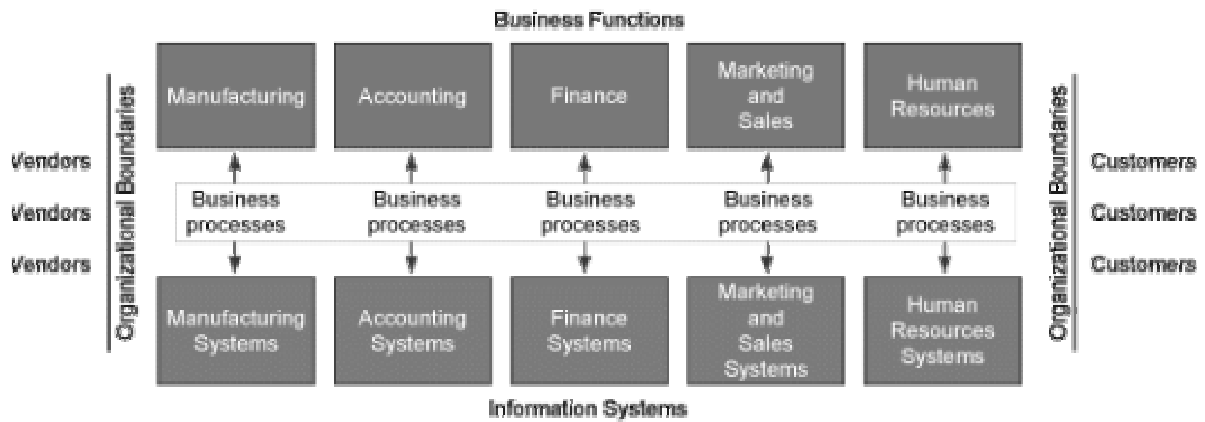 Business Functions
Manufacturing
Accounting
Finance
Marketing
and
Sales
Human
Resources
Organizational Boundaries
Vendors
Vendors
Vendors
Business
processes
Business
processes
Business
processes
Business
processes
Business
processes
Organizational Boundaries
Customers
Customers
Customers
Manufacturing
Systems
Accounting
Systems
Finance
Systems
Marketing
and
Sales
Systems
Human
Resources
Systems
Information Systems